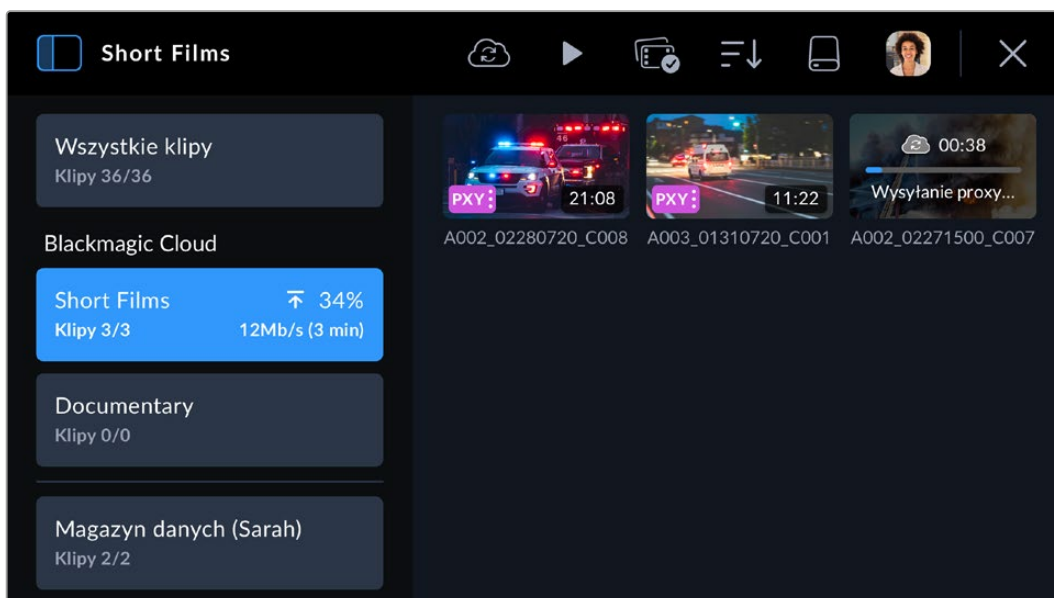 Short Films
Wszystkie klipy
Klipy 36/36
Blackmagic Cloud
Short Films 34%
Klipy 3/3 12Mb/s (3 min)
Documentary
Klipy 0/0
Magazyn danych (Sarah)
Klipy 2/2
46
PXY 21:08
A002_02280720_C008
PXY 11:22
A003_01310720_C001
00:38
Wysyłanie proxy...
A002_02271500_C007